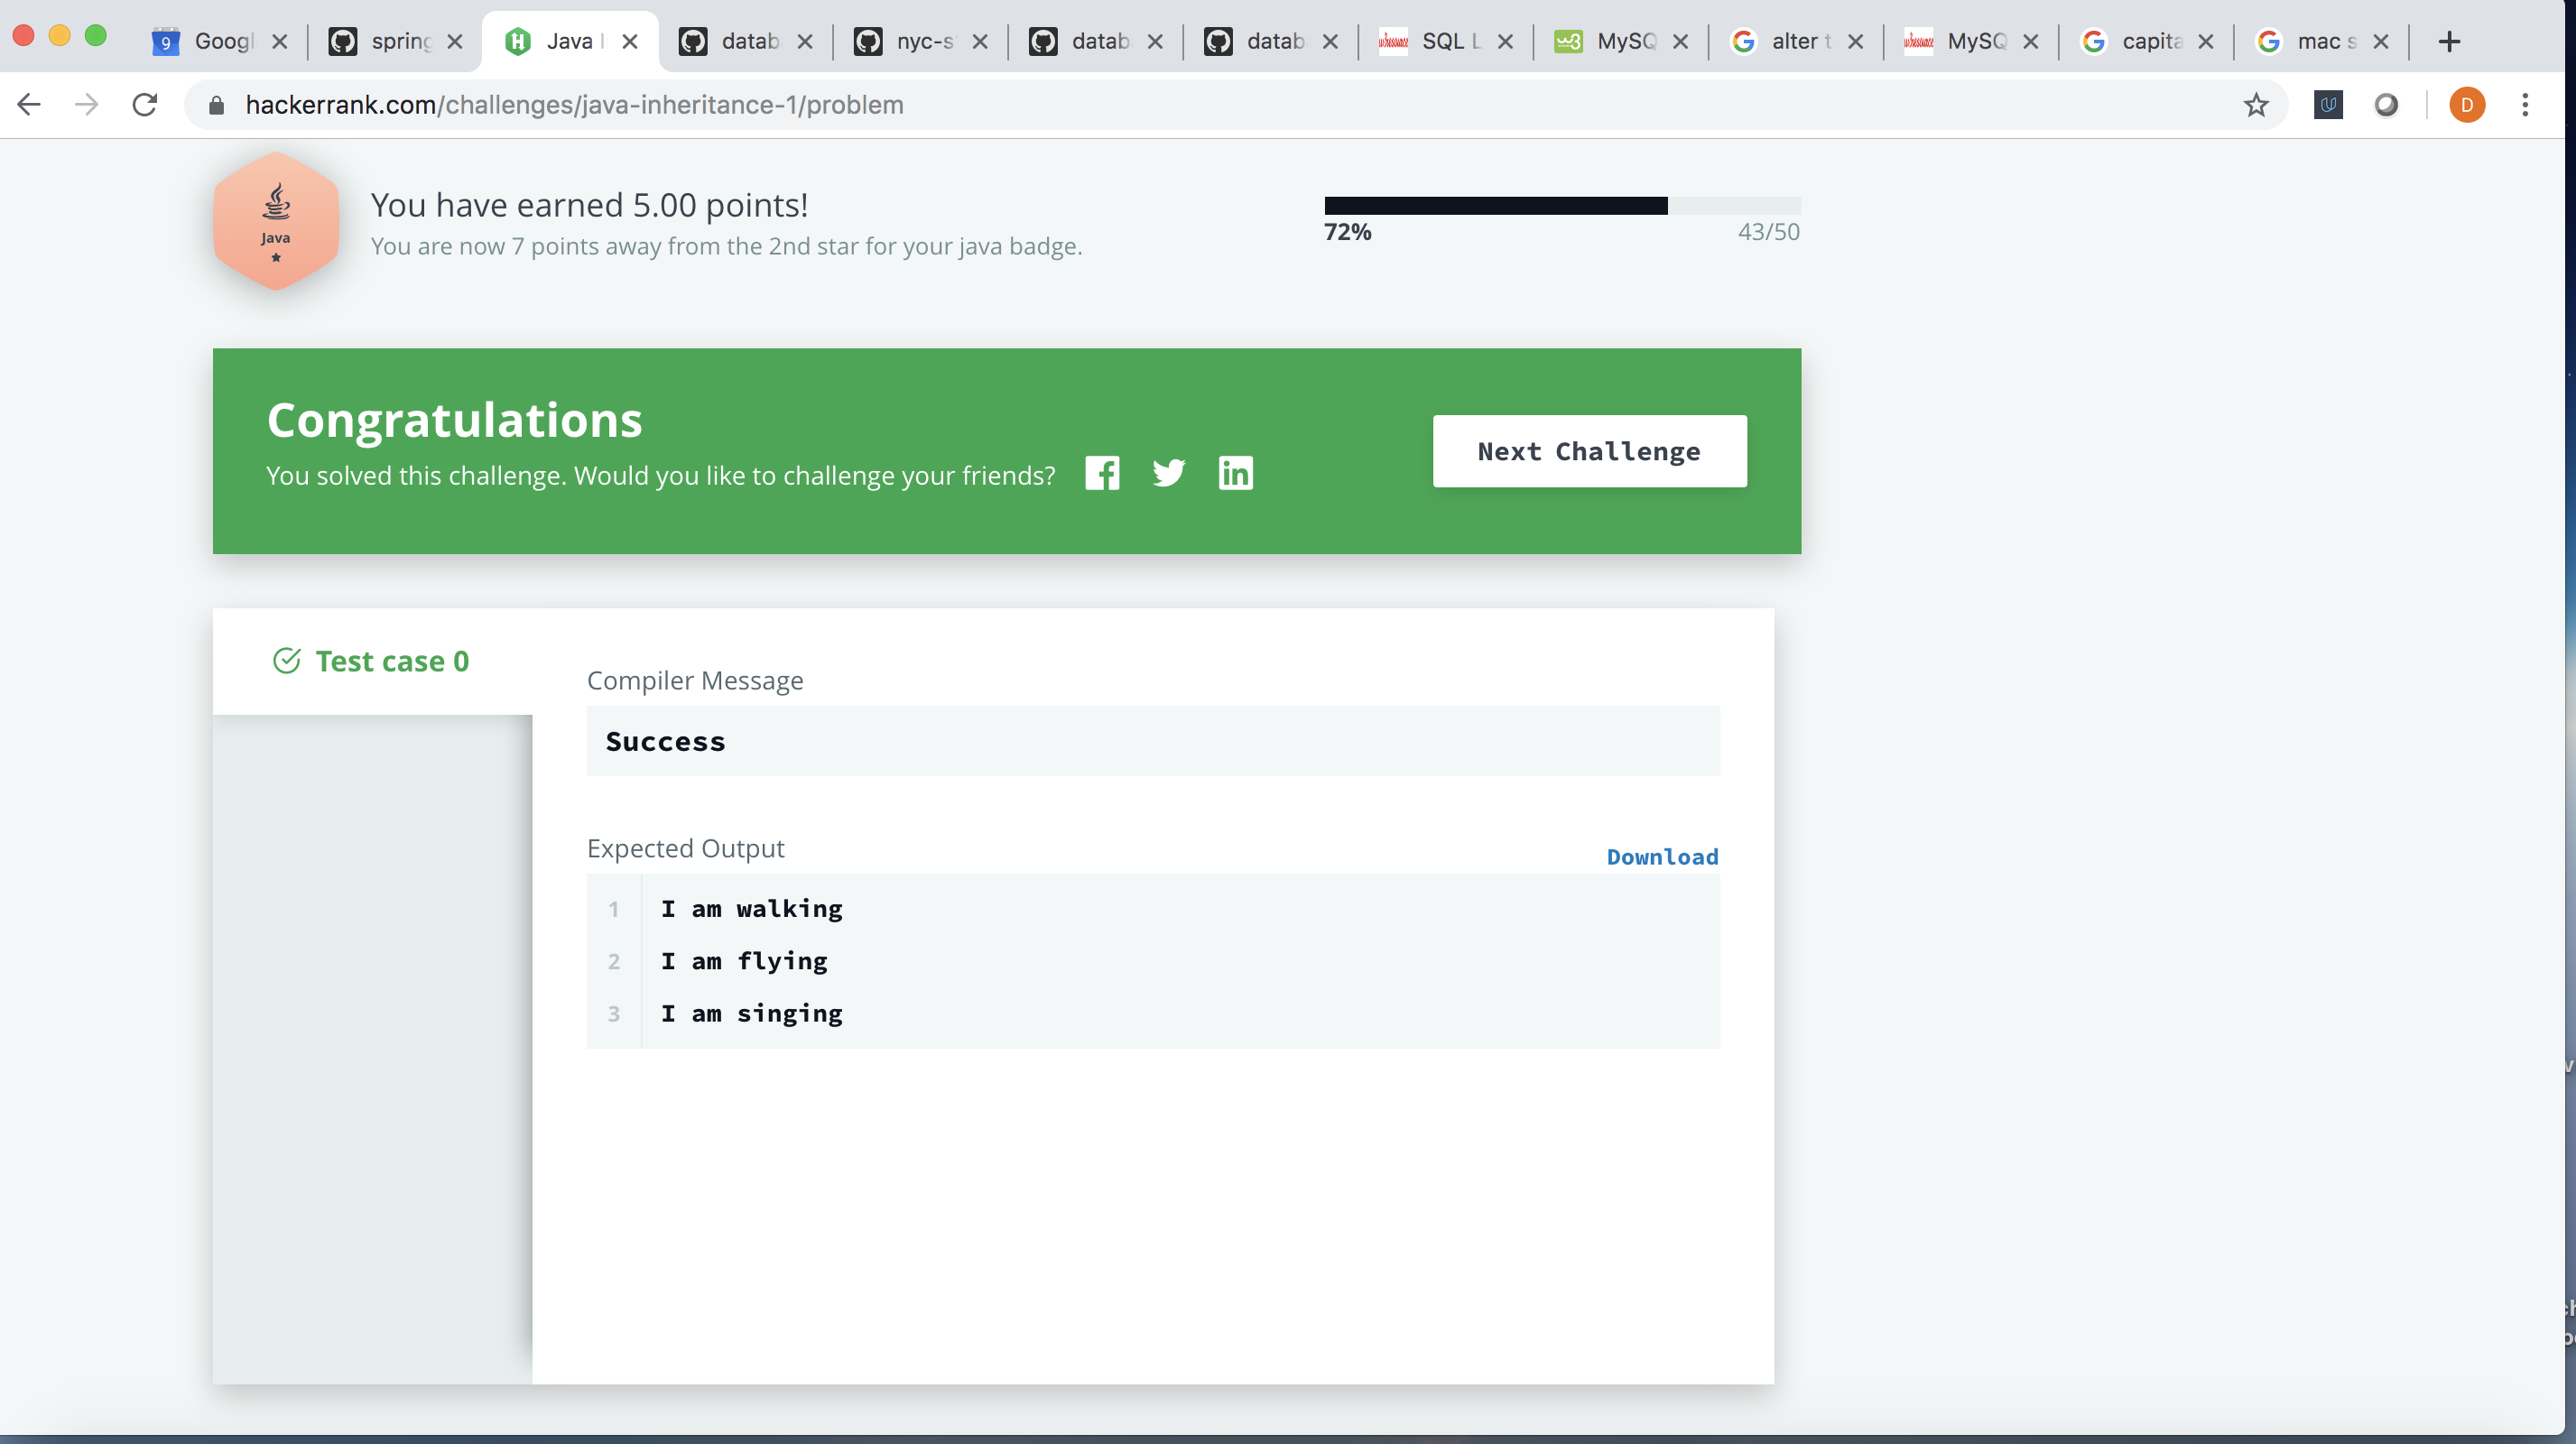 9 Googl spring Java datab nyc-s datab datab SQL L w3 MySQ alter t MySQ capita mac s
hackerrank.com/challenges/java-inheritance-1/problem D
Java
You have earned 5.00 points!
You are now 7 points away from the 2nd star for your java badge.
72% 43/50
Congratulations
You solved this challenge. Would you like to challenge your friends?
Next Challenge
Test case 0
Compiler Message
Success
Expected Output
Download
1 I am walking
2 I am flying
3 I am singing